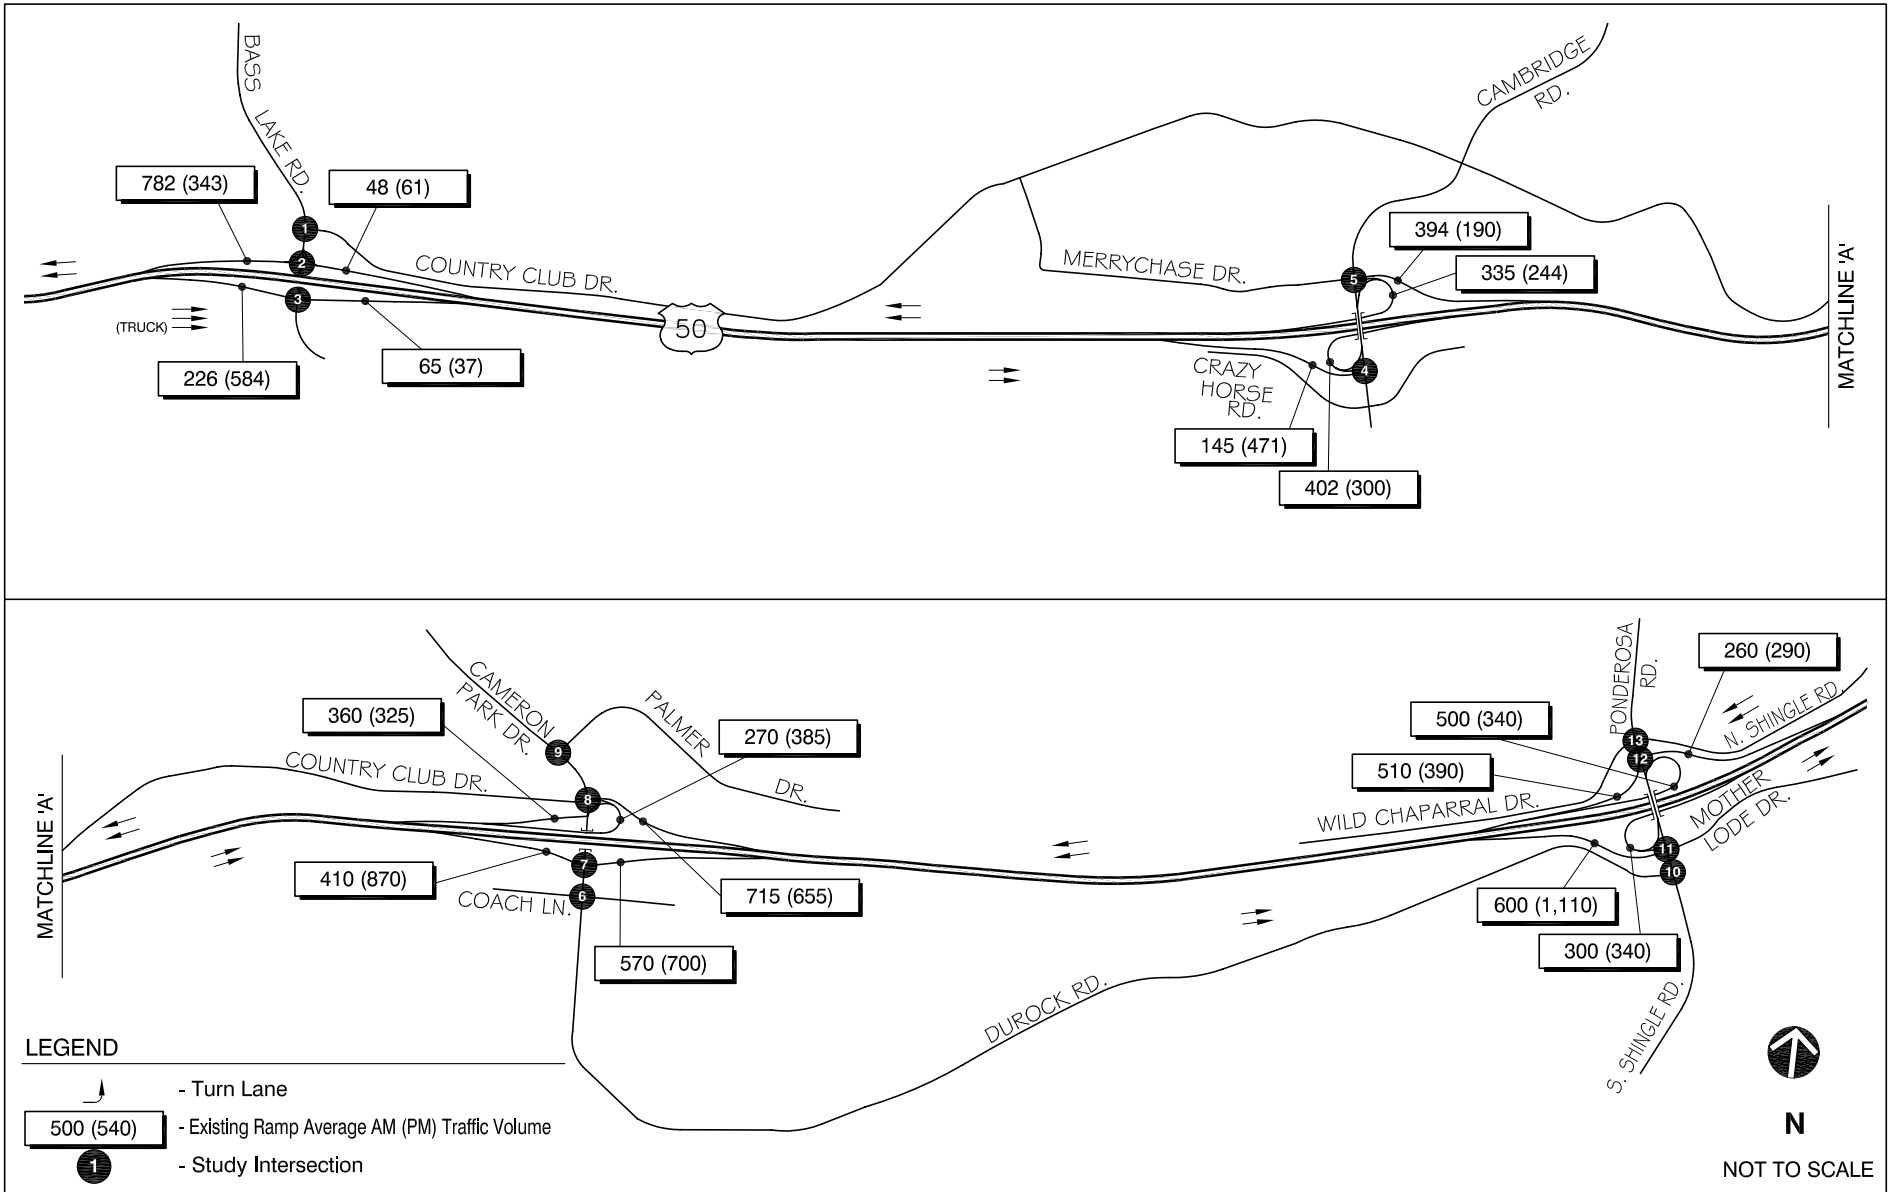 BASS
LAKE RD.
CAMBRIDGE
RD.
782 (343)
48 (61)
1
2
3
COUNTRY CLUB DR.
(TRUCK)
226 (584)
65 (37)
50
MERRYCHASE DR.
394 (190)
335 (244)
5
4
CRAZY
HORSE
RD.
145 (471)
402 (300)
MATCHLINE 'A'
MATCHLINE 'A'
CAMERON
PARK DR.
PALMER
DR.
360 (325)
270 (385)
COUNTRY CLUB DR.
9
8
7
6
410 (870)
715 (655)
COACH LN.
570 (700)
PONDEROSA
RD.
260 (290)
500 (340)
N. SHINGLE RD.
510 (390)
13
12
WILD CHAPARRAL DR.
MOTHER
LODE DR.
11
10
600 (1,110)
300 (340)
DUROCK RD.
S. SHINGLE RD.
LEGEND
- Turn Lane
500 (540)
- Existing Ramp Average AM (PM) Traffic Volume
1
- Study Intersection
N
NOT TO SCALE